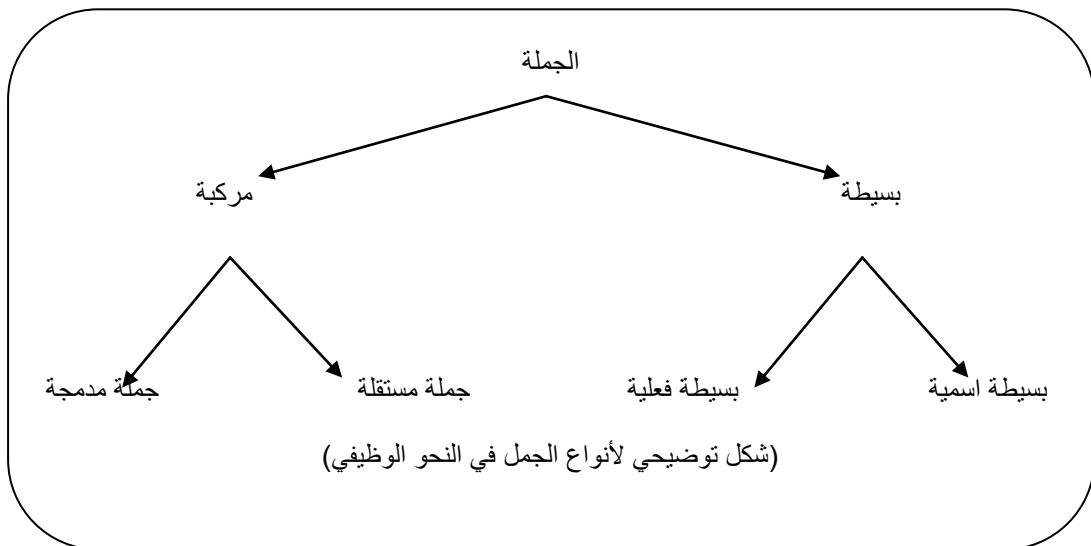 الجملة
بسيطة
مركبة
بسيطة اسمية
بسيطة فعلية
جملة مستقلة
جملة مدمجة
(شكل توضيحي لأنواع الجمل في النحو الوظيفي)